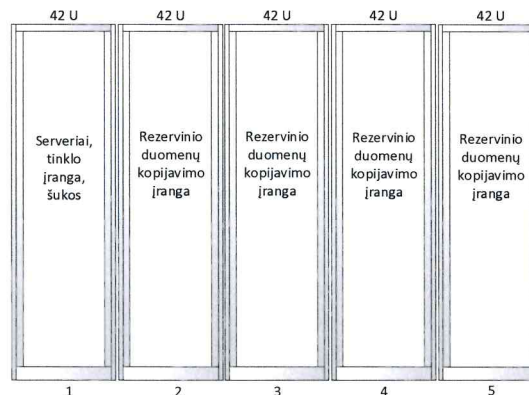 42 U 42 U 42 U 42 U 42 U
Serveriai,
tinklo
įranga,
šukos
Rezervinio
duomenų
kopijavimo
įranga
Rezervinio
duomenų
kopijavimo
įranga
Rezervinio
duomenų
kopijavimo
įranga
Rezervinio
duomenų
kopijavimo
įranga
1 2 3 4 5